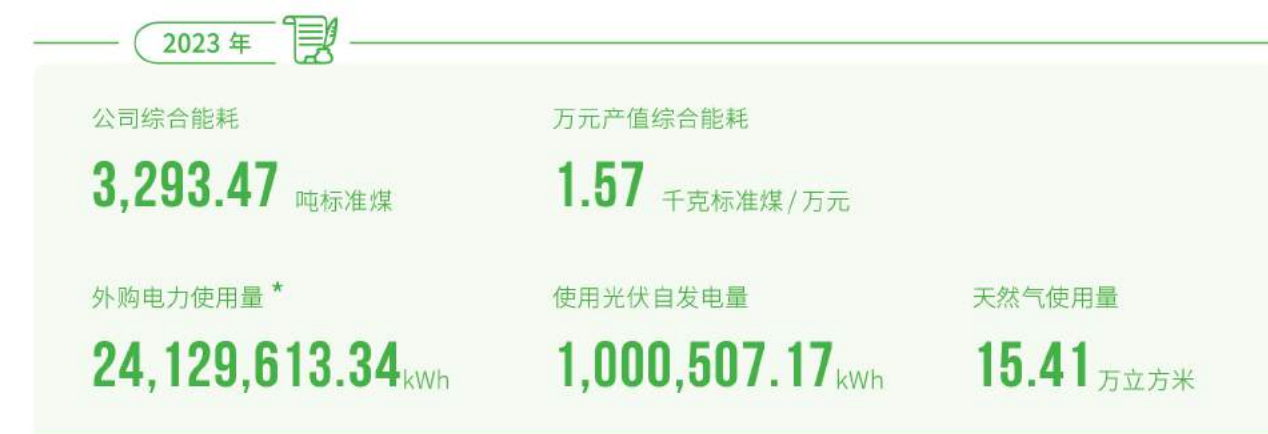 2023 年
公司综合能耗 万元产值综合能耗
3,293.47 吨标准煤 1.57 千克标准煤/万元
外购电力使用量* 使用光伏自发电量 天然气使用量
24,129,613.34kWh 1,000,507.17kWh 15.41万立方米